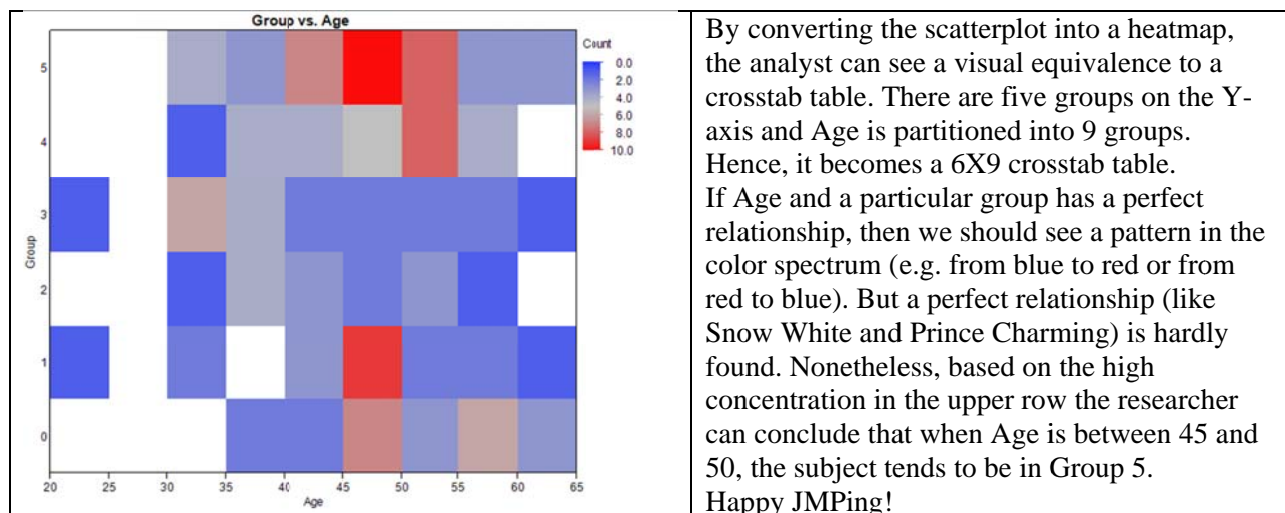 Group vs. Age
Count
0.0
2.0
4.0
6.0
8.0
10.0
5
4
3
2
1
0
Group
20 25 30 35 40 45 50 55 60 65
Age
By converting the scatterplot into a heatmap,
the analyst can see a visual equivalence to a
crosstab table. There are five groups on the Y-
axis and Age is partitioned into 9 groups.
Hence, it becomes a 6X9 crosstab table.
If Age and a particular group has a perfect
relationship, then we should see a pattern in the
color spectrum (e.g. from blue to red or from
red to blue). But a perfect relationship (like
Snow White and Prince Charming) is hardly
found. Nonetheless, based on the high
concentration in the upper row the researcher
can conclude that when Age is between 45 and
50, the subject tends to be in Group 5.
Happy JMPing!